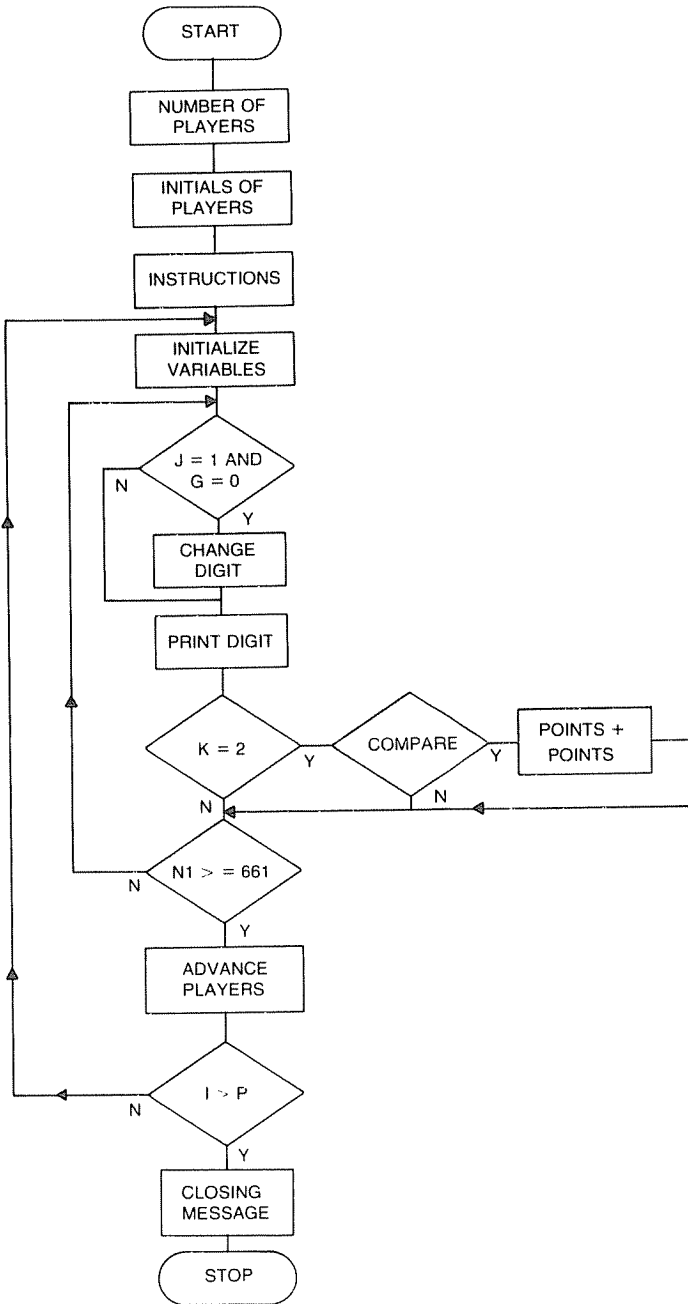 START
NUMBER OF
PLAYERS
INITIALS OF
PLAYERS
INSTRUCTIONS
INITIALIZE
VARIABLES
J = 1 AND
G = 0
N
Y
CHANGE
DIGIT
PRINT DIGIT
K = 2
Y
COMPARE
Y
POINTS +
POINTS
N
N
N1 > = 661
N
Y
ADVANCE
PLAYERS
I > P
N
Y
CLOSING
MESSAGE
STOP